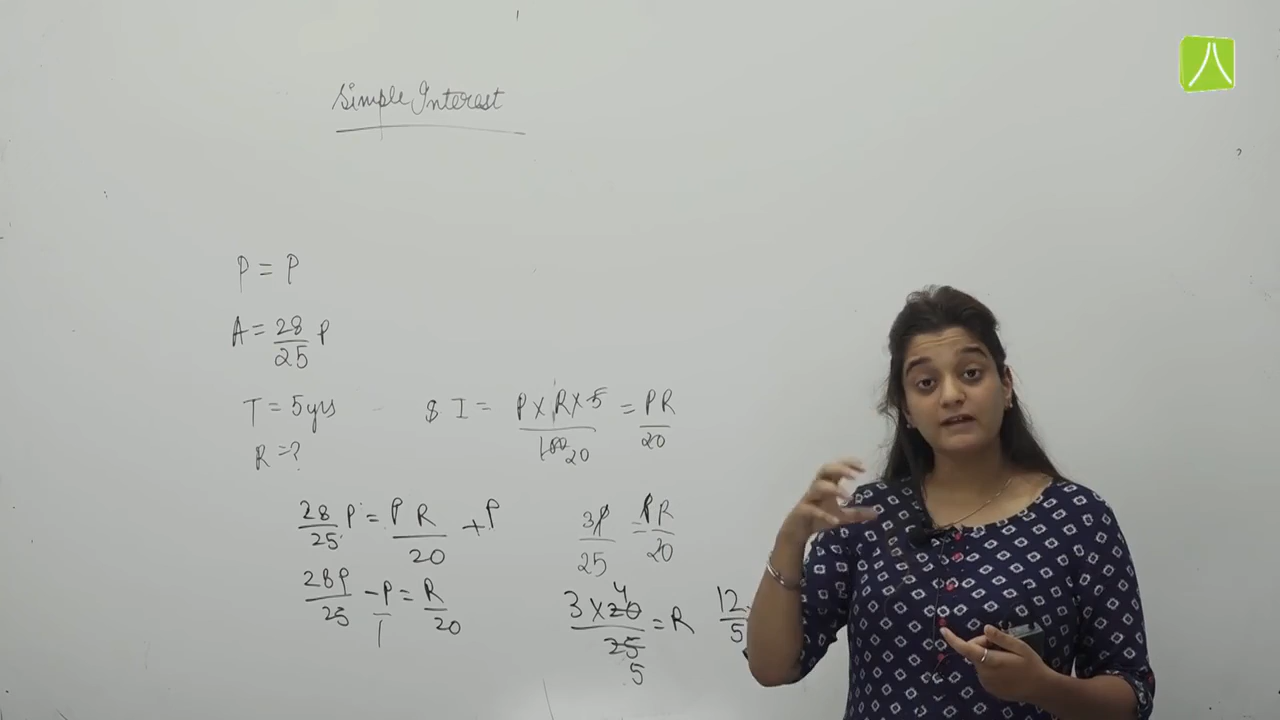 Simple Interest
P = P
A = 28/25 P
T = 5 yrs
S I = P X R X 5 / 100 20 = PR / 20
R = ?
28/25 P = P R / 20 + P
3P / 25 = PR / 20
28P / 25 - P / 1 = R / 20
3 X 20 4 / 25 5 = R
12 / 5